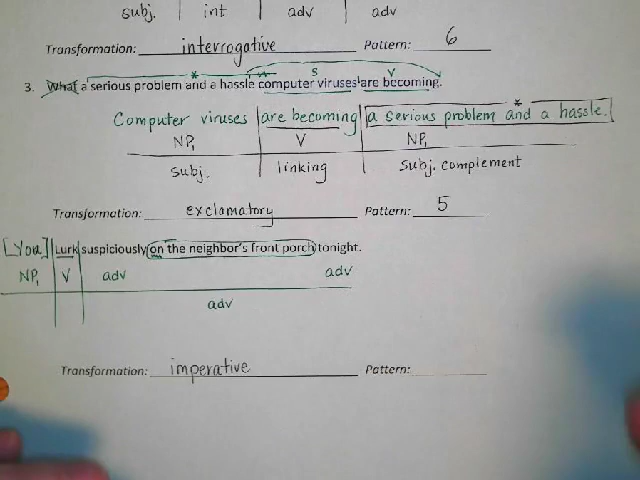 subj. int adv adv
Transformation: interrogative Pattern: 6
3. What a serious problem and a hassle computer viruses are becoming.
* S V
Computer viruses are becoming a serious problem and a hassle.
*
NP₁ V NP₁
subj. linking subj. complement
Transformation: exclamatory Pattern: 5
[You] Lurk suspiciously on the neighbor's front porch tonight.
NP₁ V adv adv
adv
Transformation: imperative Pattern: